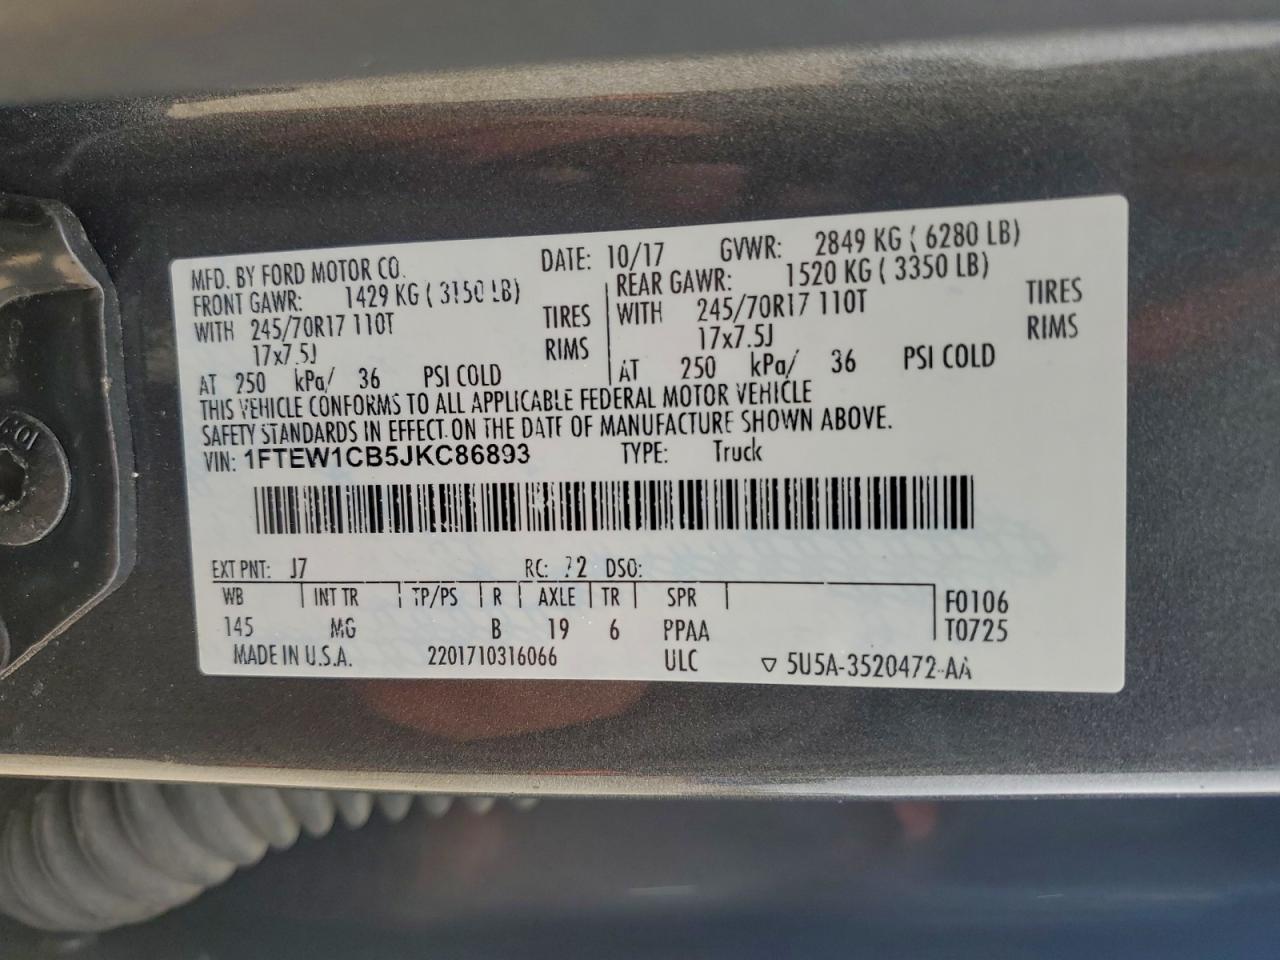 MFD. BY FORD MOTOR CO. DATE: 10/17 GVWR: 2849 KG ( 6280 LB)
FRONT GAWR: 1429 KG ( 3150 LB) REAR GAWR: 1520 KG ( 3350 LB)
WITH 245/70R17 110T TIRES WITH 245/70R17 110T TIRES
17x7.5J RIMS 17x7.5J RIMS
AT 250 kPa/ 36 PSI COLD AT 250 kPa/ 36 PSI COLD
THIS VEHICLE CONFORMS TO ALL APPLICABLE FEDERAL MOTOR VEHICLE
SAFETY STANDARDS IN EFFECT ON THE DATE OF MANUFACTURE SHOWN ABOVE.
VIN: 1FTEW1CB5JKC86893 TYPE: Truck
EXT PNT: J7 RC: 72 DSO:
WB INT TR TP/PS R AXLE TR SPR F0106
145 MG B 19 6 PPAA T0725
MADE IN U.S.A. 2201710316066 ULC ▽ 5U5A-3520472-AA